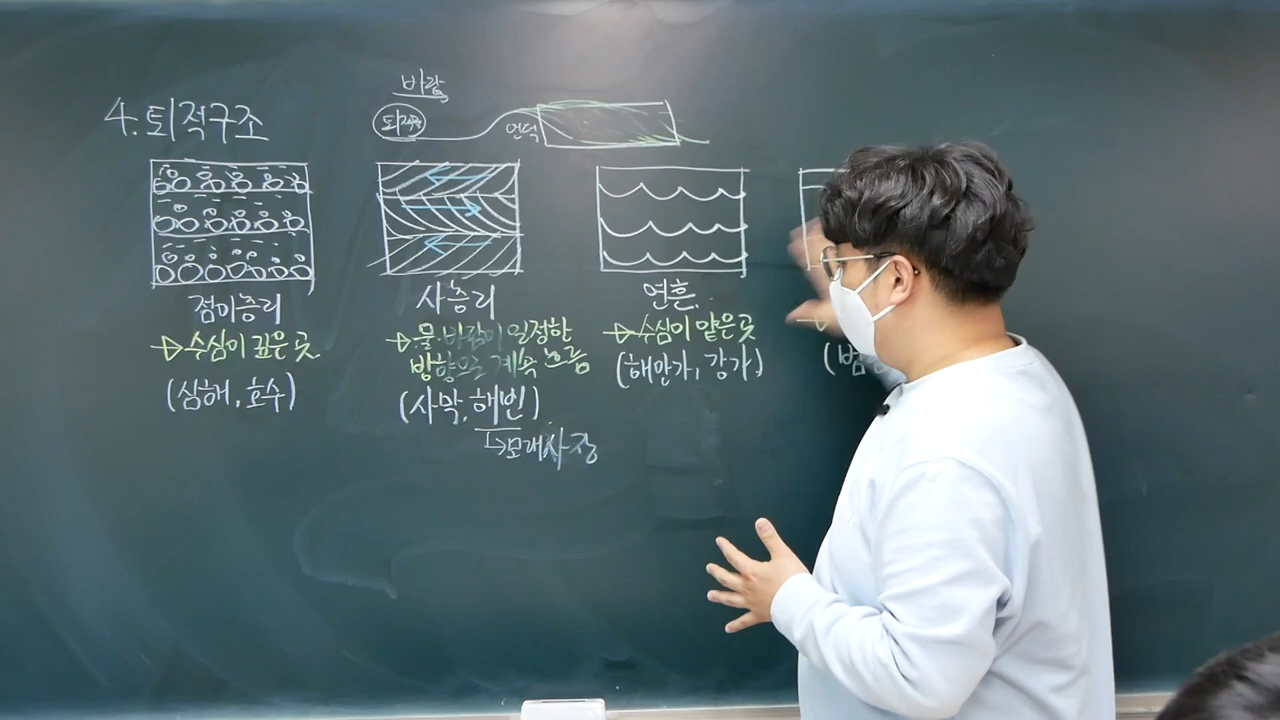 4. 퇴적구조
바람
퇴적물
언덕
점이층리
→수심이 깊은 곳
(심해, 호수)
사층리
→물·바람이 일정한
방향으로 계속 흐름
(사막, 해빈)
→모래사장
연흔
→수심이 얕은 곳
(해안가, 강가)